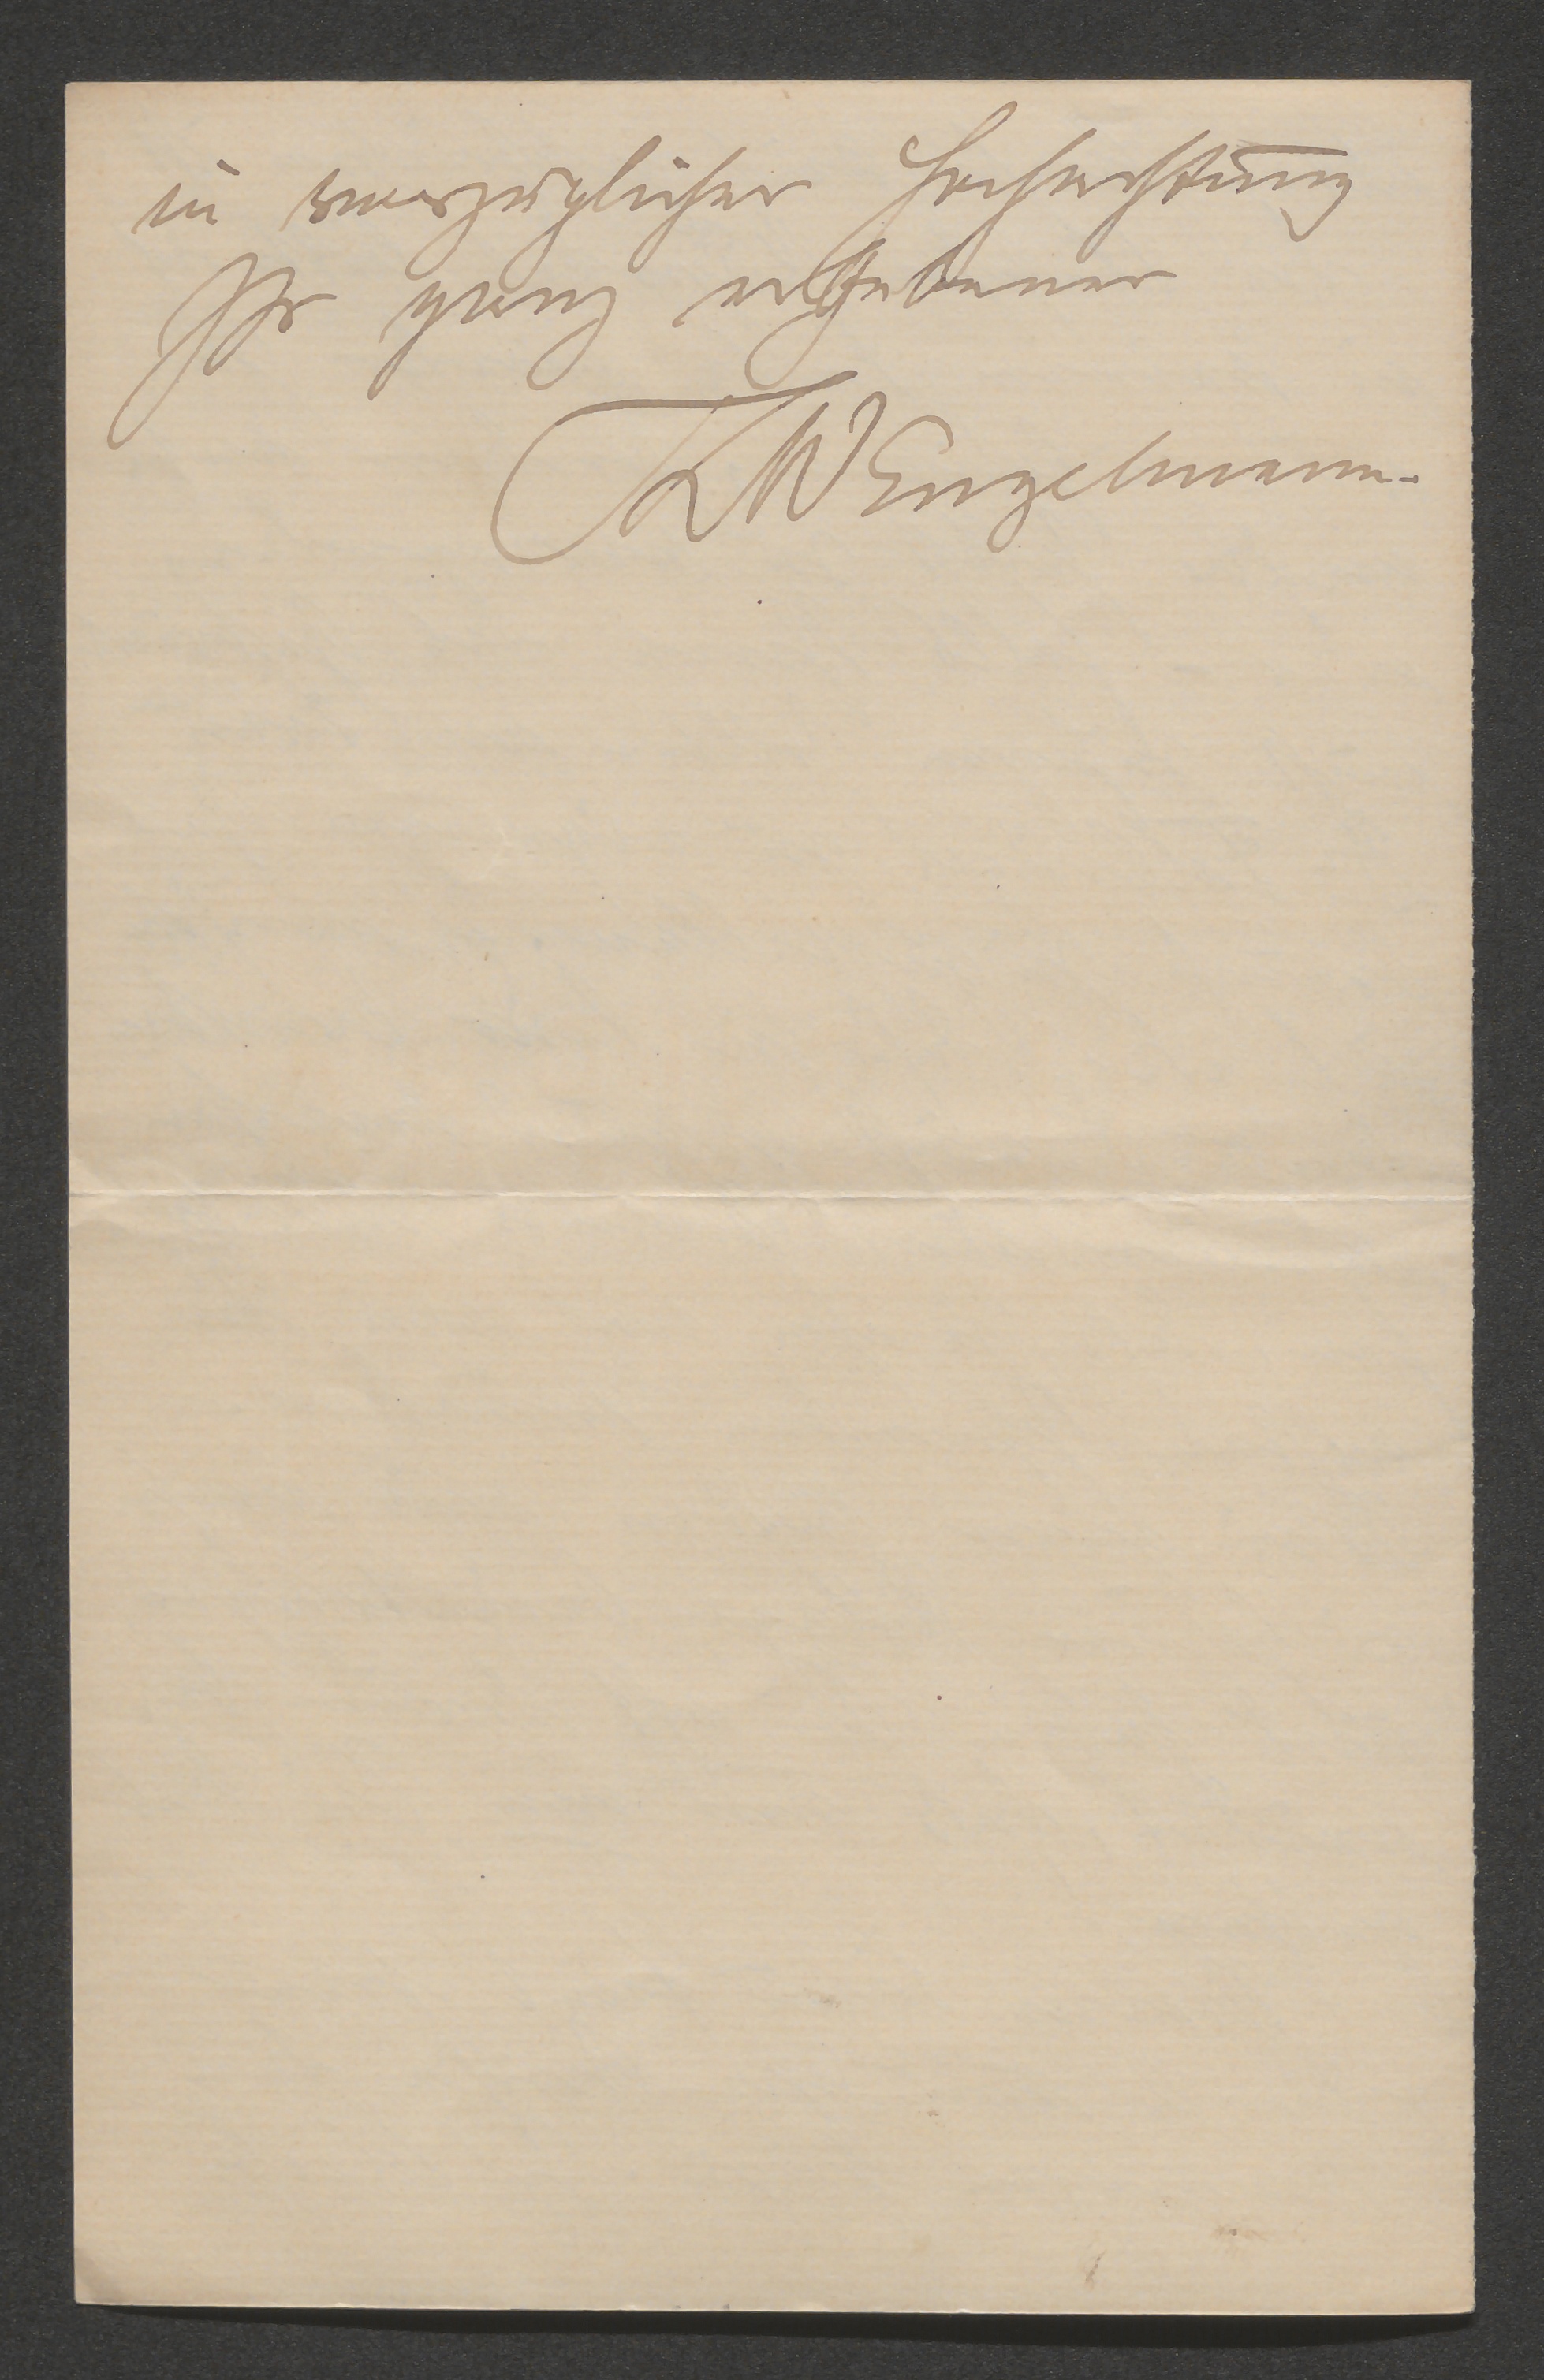 in vorzüglicher Hochachtung
Ihr ganz ergebener
ThWEngelmann.